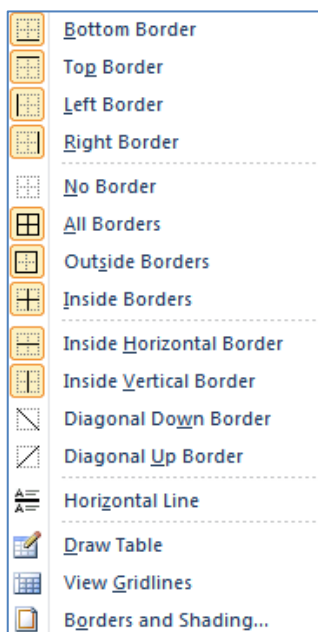 Bottom Border
Top Border
Left Border
Right Border
No Border
All Borders
Outside Borders
Inside Borders
Inside Horizontal Border
Inside Vertical Border
Diagonal Down Border
Diagonal Up Border
Horizontal Line
Draw Table
View Gridlines
Borders and Shading...